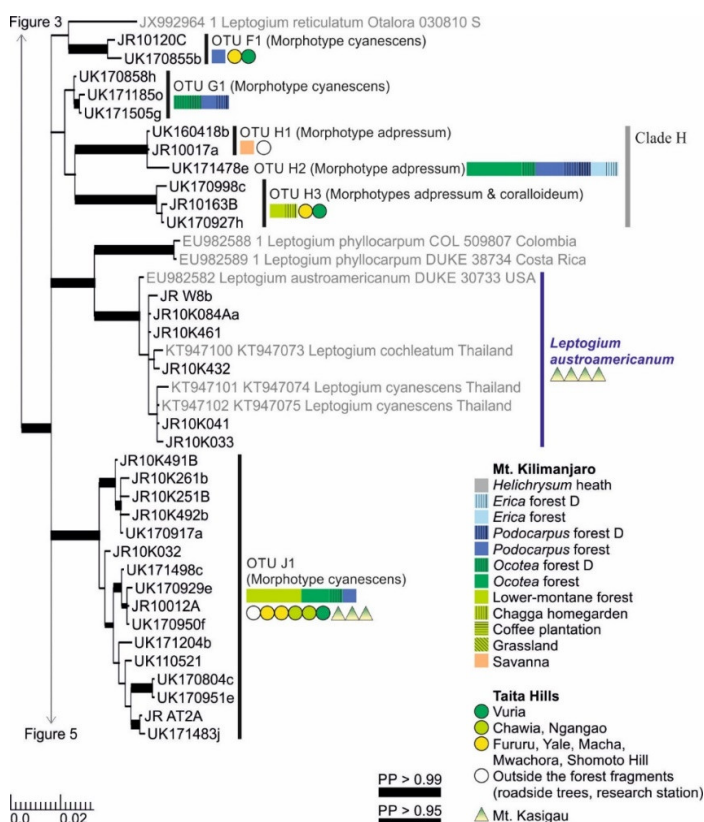 Figure 3
JX992964 1 Leptogium reticulatum Otalora 030810 S
JR10120C
UK170855b
OTU F1 (Morphotype cyanescens)
UK170858h
UK171185o
UK171505g
OTU G1 (Morphotype cyanescens)
UK160418b
JR10017a
OTU H1 (Morphotype adpressum)
UK171478e OTU H2 (Morphotype adpressum)
UK170998c
JR10163B
UK170927h
OTU H3 (Morphotypes adpressum & coralloideum)
Clade H
EU982588 1 Leptogium phyllocarpum COL 509807 Colombia
EU982589 1 Leptogium phyllocarpum DUKE 38734 Costa Rica
EU982582 Leptogium austroamericanum DUKE 30733 USA
JR W8b
JR10K084Aa
JR10K461
KT947100 KT947073 Leptogium cochleatum Thailand
JR10K432
KT947101 KT947074 Leptogium cyanescens Thailand
KT947102 KT947075 Leptogium cyanescens Thailand
JR10K041
JR10K033
Leptogium
austroamericanum
JR10K491B
JR10K261b
JR10K251B
JR10K492b
UK170917a
JR10K032
UK171498c
UK170929e
JR10012A
UK170950f
UK171204b
UK110521
UK170804c
UK170951e
JR AT2A
UK171483j
OTU J1
(Morphotype cyanescens)
Figure 5
0.0 0.02
Mt. Kilimanjaro
Helichrysum heath
Erica forest D
Erica forest
Podocarpus forest D
Podocarpus forest
Ocotea forest D
Ocotea forest
Lower-montane forest
Chagga homegarden
Coffee plantation
Grassland
Savanna
Taita Hills
Vuria
Chawia, Ngangao
Fururu, Yale, Macha,
Mwachora, Shomoto Hill
Outside the forest fragments
(roadside trees, research station)
Mt. Kasigau
PP > 0.99
PP > 0.95